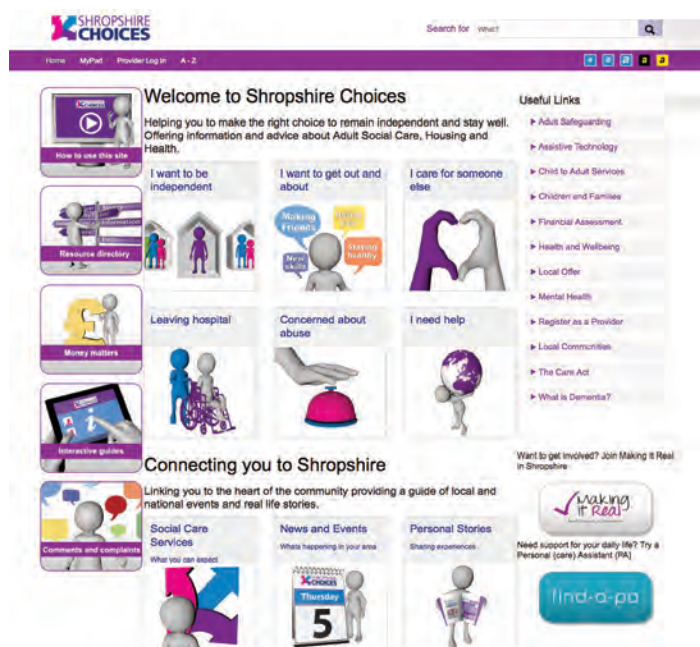 SHROPSHIRE
CHOICES
Search for
Home MyPad Provider Log In A - Z
a a a a a
How to use this site
Resource directory
Money matters
Interactive guides
Comments and complaints
Welcome to Shropshire Choices
Helping you to make the right choice to remain independent and stay well.
Offering information and advice about Adult Social Care, Housing and
Health.
I want to be
independent
I want to get out and
about
Making
Friends
New
skills
Staying
healthy
I care for someone
else
Leaving hospital
Concerned about
abuse
I need help
Connecting you to Shropshire
Linking you to the heart of the community providing a guide of local and
national events and real life stories.
Social Care
Services
What you can expect
News and Events
Whats happening in your area
SHROPSHIRE
CHOICES
Thursday
5
Personal Stories
Sharing experiences
Useful Links
Adult Safeguarding
Assistive Technology
Child to Adult Services
Children and Families
Financial Assessment
Health and Wellbeing
Local Offer
Mental Health
Register as a Provider
Local Communities
The Care Act
What is Dementia?
Want to get involved? Join Making It Real
in Shropshire
Making
it Real
Need support for your daily life? Try a
Personal (care) Assistant (PA)
find-a-pa